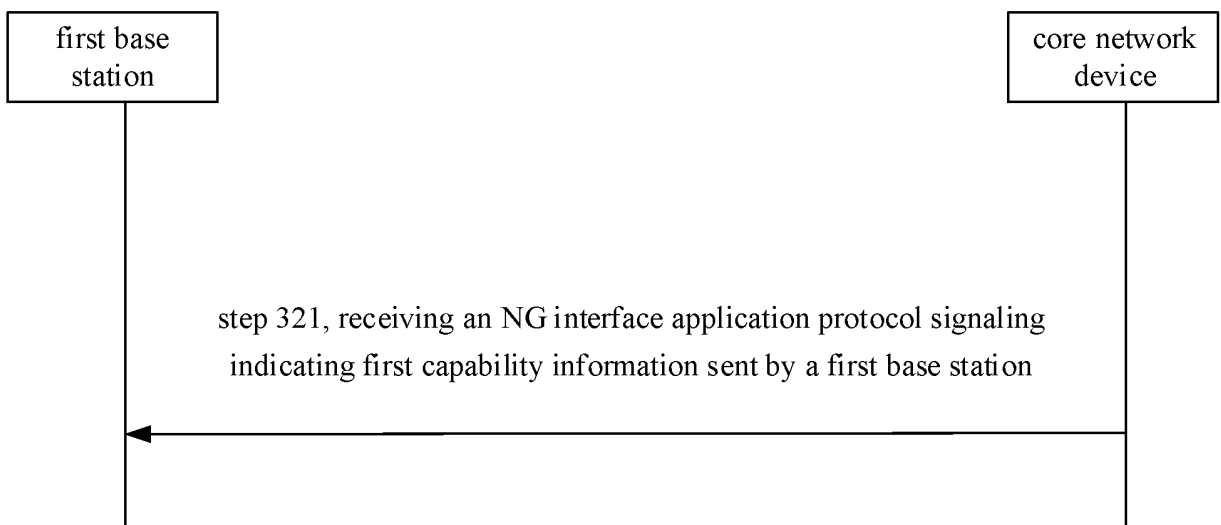 first base
station
core network
device
step 321, receiving an NG interface application protocol signaling
indicating first capability information sent by a first base station